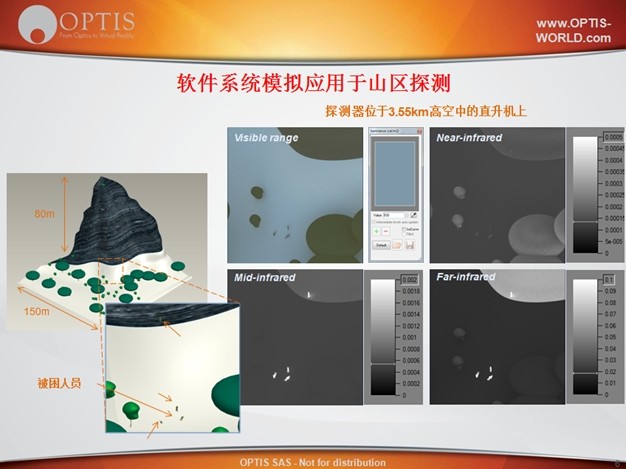 OPTIS
From Optics to Virtual Reality
www.OPTIS-
WORLD.com
软件系统模拟应用于山区探测
探测器位于3.55km高空中的直升机上
Visible range
Near-infrared
0.0005
0.00045
0.0004
0.00035
0.0003
0.00025
0.0002
0.00015
0.0001
5e-005
0
Value
Default
80m
150m
被困人员
Mid-infrared
0.002
0.0018
0.0016
0.0014
0.0012
0.001
0.0008
0.0006
0.0004
0.0002
0
Far-infrared
0.1
0.09
0.08
0.07
0.06
0.05
0.04
0.03
0.02
0.01
0
OPTIS SAS - Not for distribution